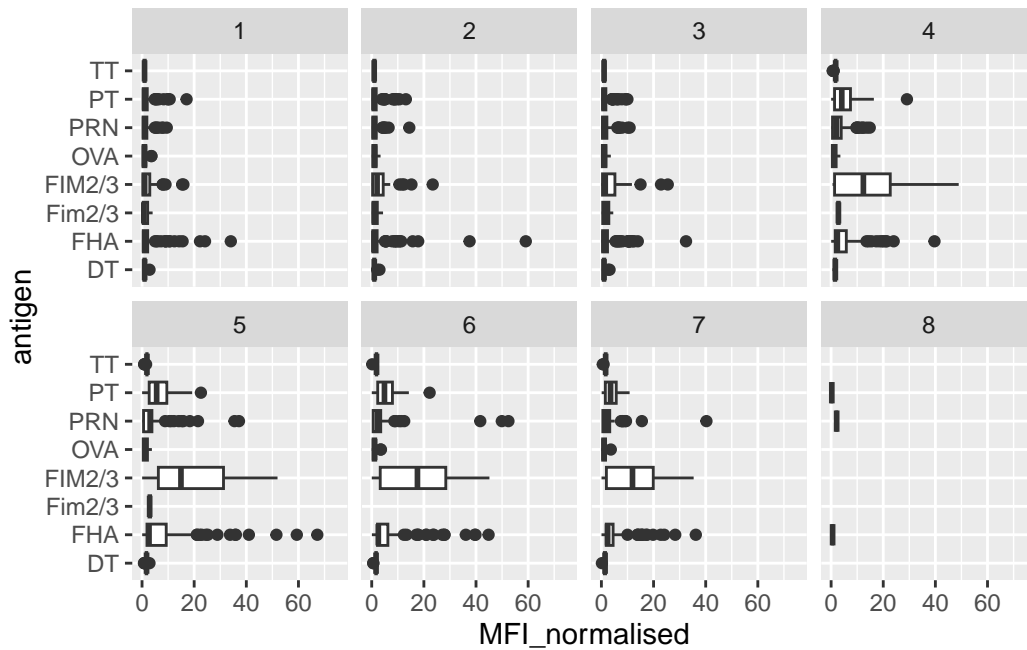 1 2 3 4
TT
PT
PRN
OVA
FIM2/3
Fim2/3
FHA
DT
antigen
5 6 7 8
TT
PT
PRN
OVA
FIM2/3
Fim2/3
FHA
DT
0 20 40 60 0 20 40 60 0 20 40 60 0 20 40 60
MFI_normalised